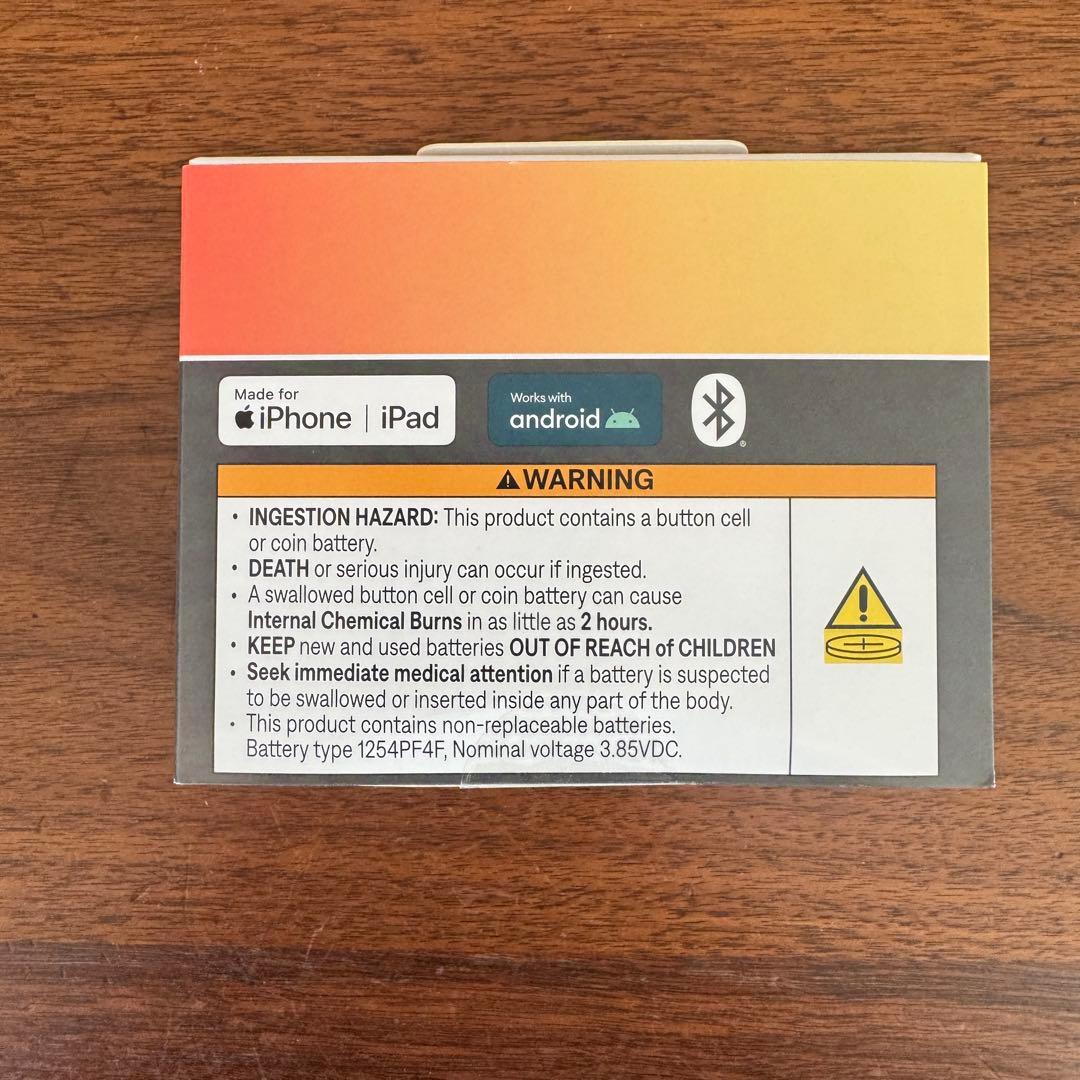 Made for
iPhone | iPad
Works with
android
®
WARNING
• INGESTION HAZARD: This product contains a button cell
or coin battery.
• DEATH or serious injury can occur if ingested.
• A swallowed button cell or coin battery can cause
Internal Chemical Burns in as little as 2 hours.
• KEEP new and used batteries OUT OF REACH of CHILDREN
• Seek immediate medical attention if a battery is suspected
to be swallowed or inserted inside any part of the body.
• This product contains non-replaceable batteries.
Battery type 1254PF4F, Nominal voltage 3.85VDC.